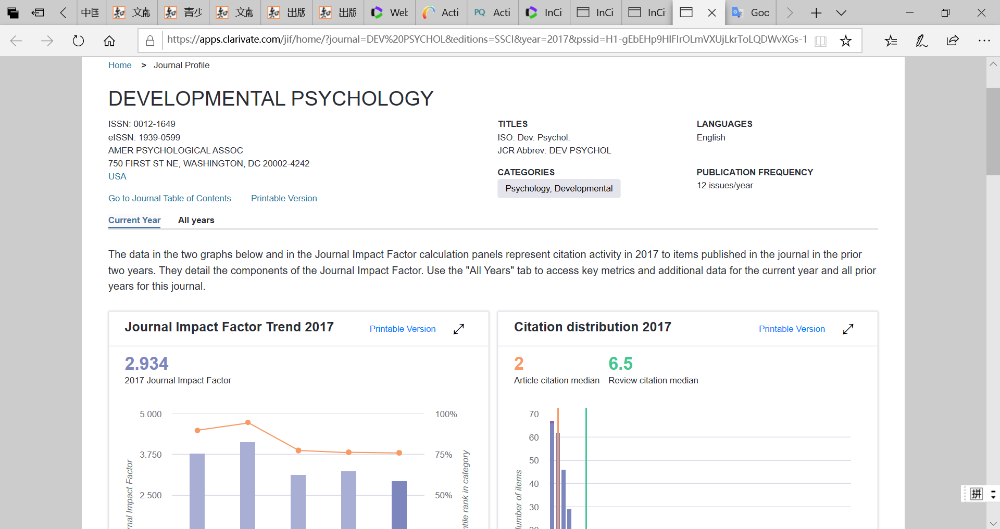 中国
文献
青少
文献
出版
出版
Web
Acti
PQ Acti
InCi
InCi
InCi
Goo
https://apps.clarivate.com/jif/home/?journal=DEV%20PSYCHOL&editions=SSCI&year=2017&pssid=H1-gEbEHp9HIFIrOLmVXUjLkrToLQDWvXGs-1
Home > Journal Profile
DEVELOPMENTAL PSYCHOLOGY
ISSN: 0012-1649
eISSN: 1939-0599
AMER PSYCHOLOGICAL ASSOC
750 FIRST ST NE, WASHINGTON, DC 20002-4242
USA
Go to Journal Table of Contents Printable Version
TITLES
ISO: Dev. Psychol.
JCR Abbrev: DEV PSYCHOL
CATEGORIES
Psychology, Developmental
LANGUAGES
English
PUBLICATION FREQUENCY
12 issues/year
Current Year All years
The data in the two graphs below and in the Journal Impact Factor calculation panels represent citation activity in 2017 to items published in the journal in the prior
two years. They detail the components of the Journal Impact Factor. Use the "All Years" tab to access key metrics and additional data for the current year and all prior
years for this journal.
Journal Impact Factor Trend 2017 Printable Version
2.934
2017 Journal Impact Factor
5.000
3.750
2.500
100%
75%
50%
Impact Factor
rank in category
Citation distribution 2017 Printable Version
2
Article citation median
6.5
Review citation median
70
60
50
40
30
of items
拼